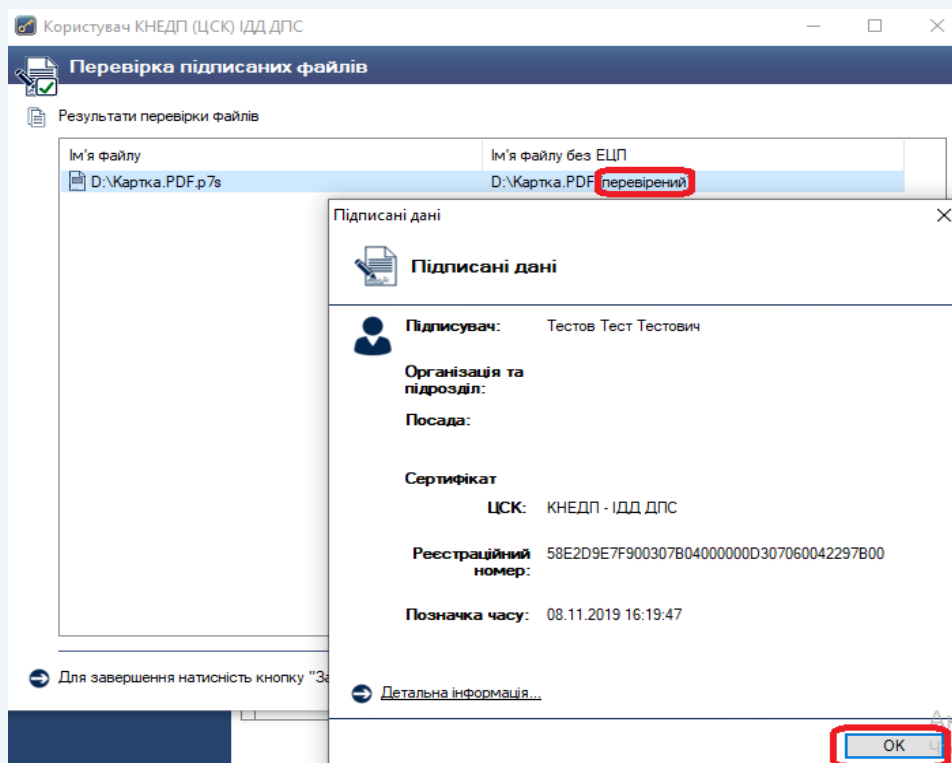 Користувач КНЕДП (ЦСК) ІДД ДПС
Перевірка підписаних файлів
Результати перевірки файлів
Ім'я файлу Ім'я файлу без ЕЦП
D:\Картка.PDF.p7s D:\Картка.PDF перевірений
Підписані дані
Підписані дані
Підписувач: Тестов Тест Тестович
Організація та
підрозділ:
Посада:
Сертифікат
ЦСК: КНЕДП - ІДД ДПС
Реєстраційний 58E2D9E7F900307B04000000D307060042297B00
номер:
Позначка часу: 08.11.2019 16:19:47
Для завершення натисність кнопку "За
Детальна інформація...
OK